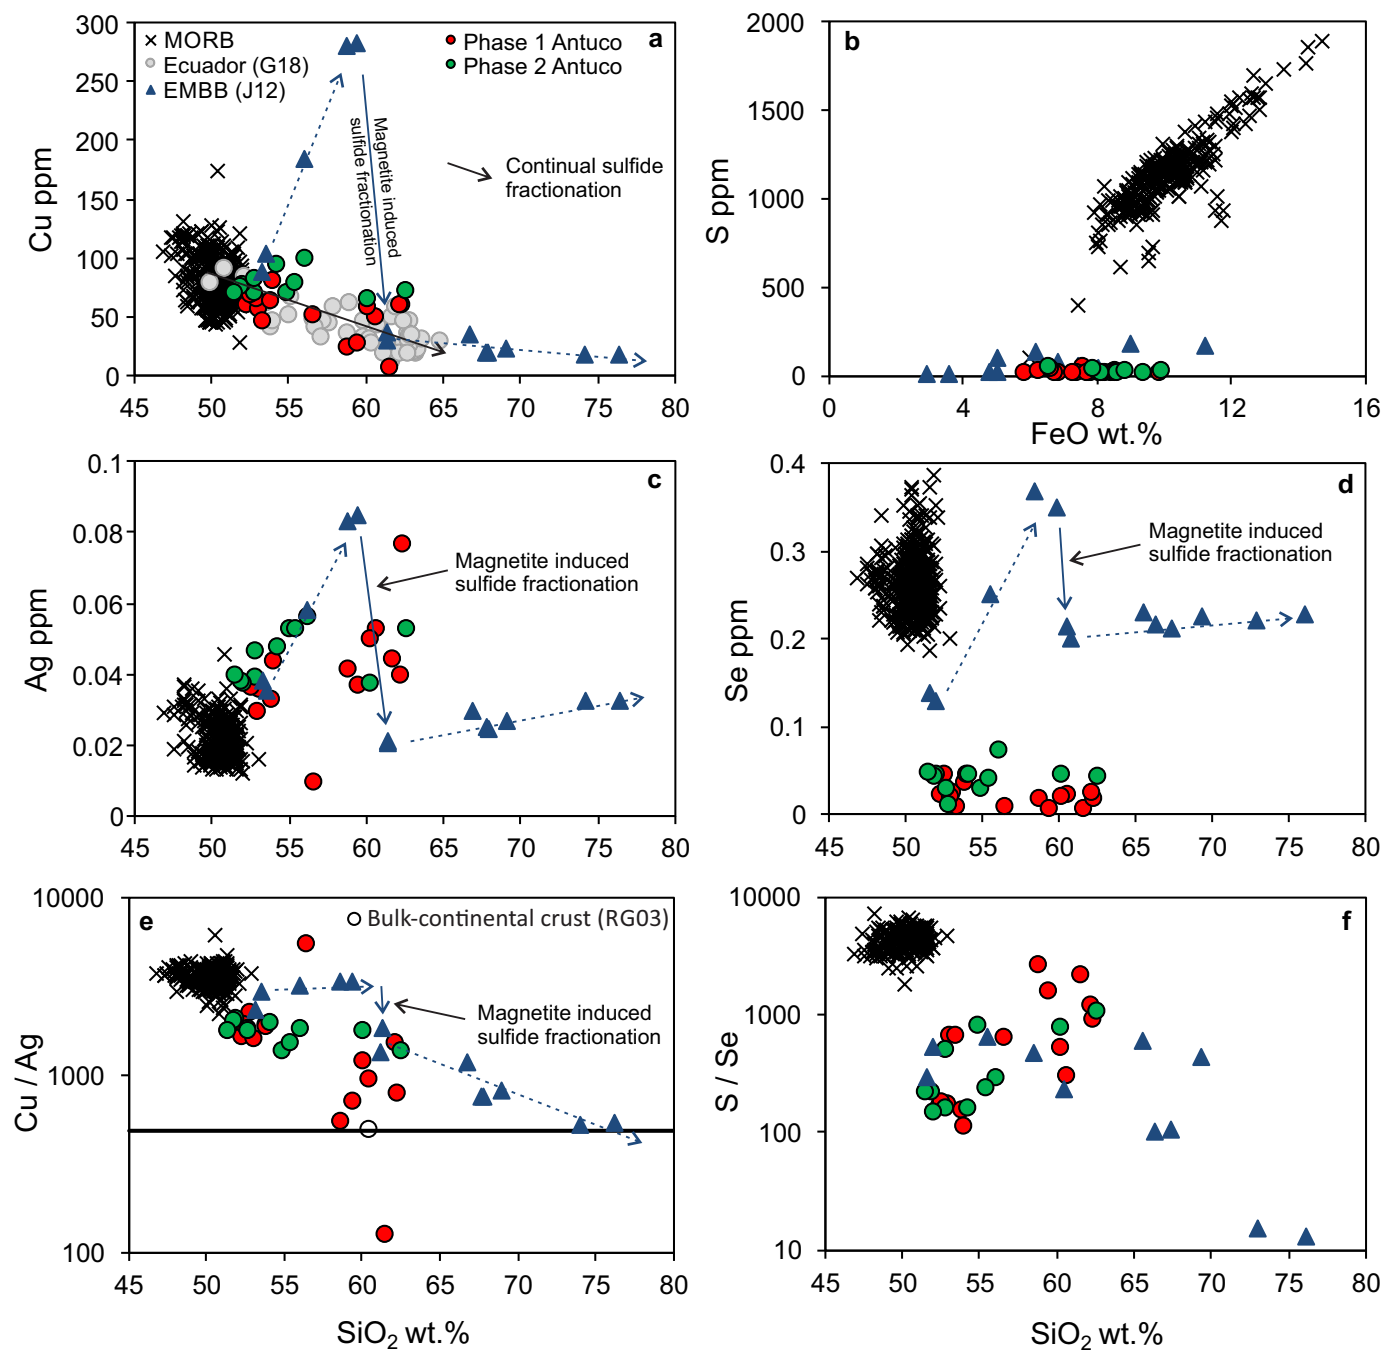 300
250
200
150
100
50
0
Cu ppm
MORB
Ecuador (G18)
EMBB (J12)
Phase 1 Antuco
Phase 2 Antuco
a
Magnetite induced
sulfide fractionation
Continual sulfide
fractionation
45 50 55 60 65 70 75 80
2000
1500
1000
500
0
S ppm
b
0 4 8 12 16
FeO wt.%
0.1
0.08
0.06
0.04
0.02
0
Ag ppm
c
Magnetite induced
sulfide fractionation
45 50 55 60 65 70 75 80
0.4
0.3
0.2
0.1
0
Se ppm
d
Magnetite induced
sulfide fractionation
45 50 55 60 65 70 75 80
10000
1000
100
Cu / Ag
e
Bulk-continental crust (RG03)
Magnetite induced
sulfide fractionation
45 50 55 60 65 70 75 80
SiO₂ wt.%
10000
1000
100
10
S / Se
f
45 50 55 60 65 70 75 80
SiO₂ wt.%